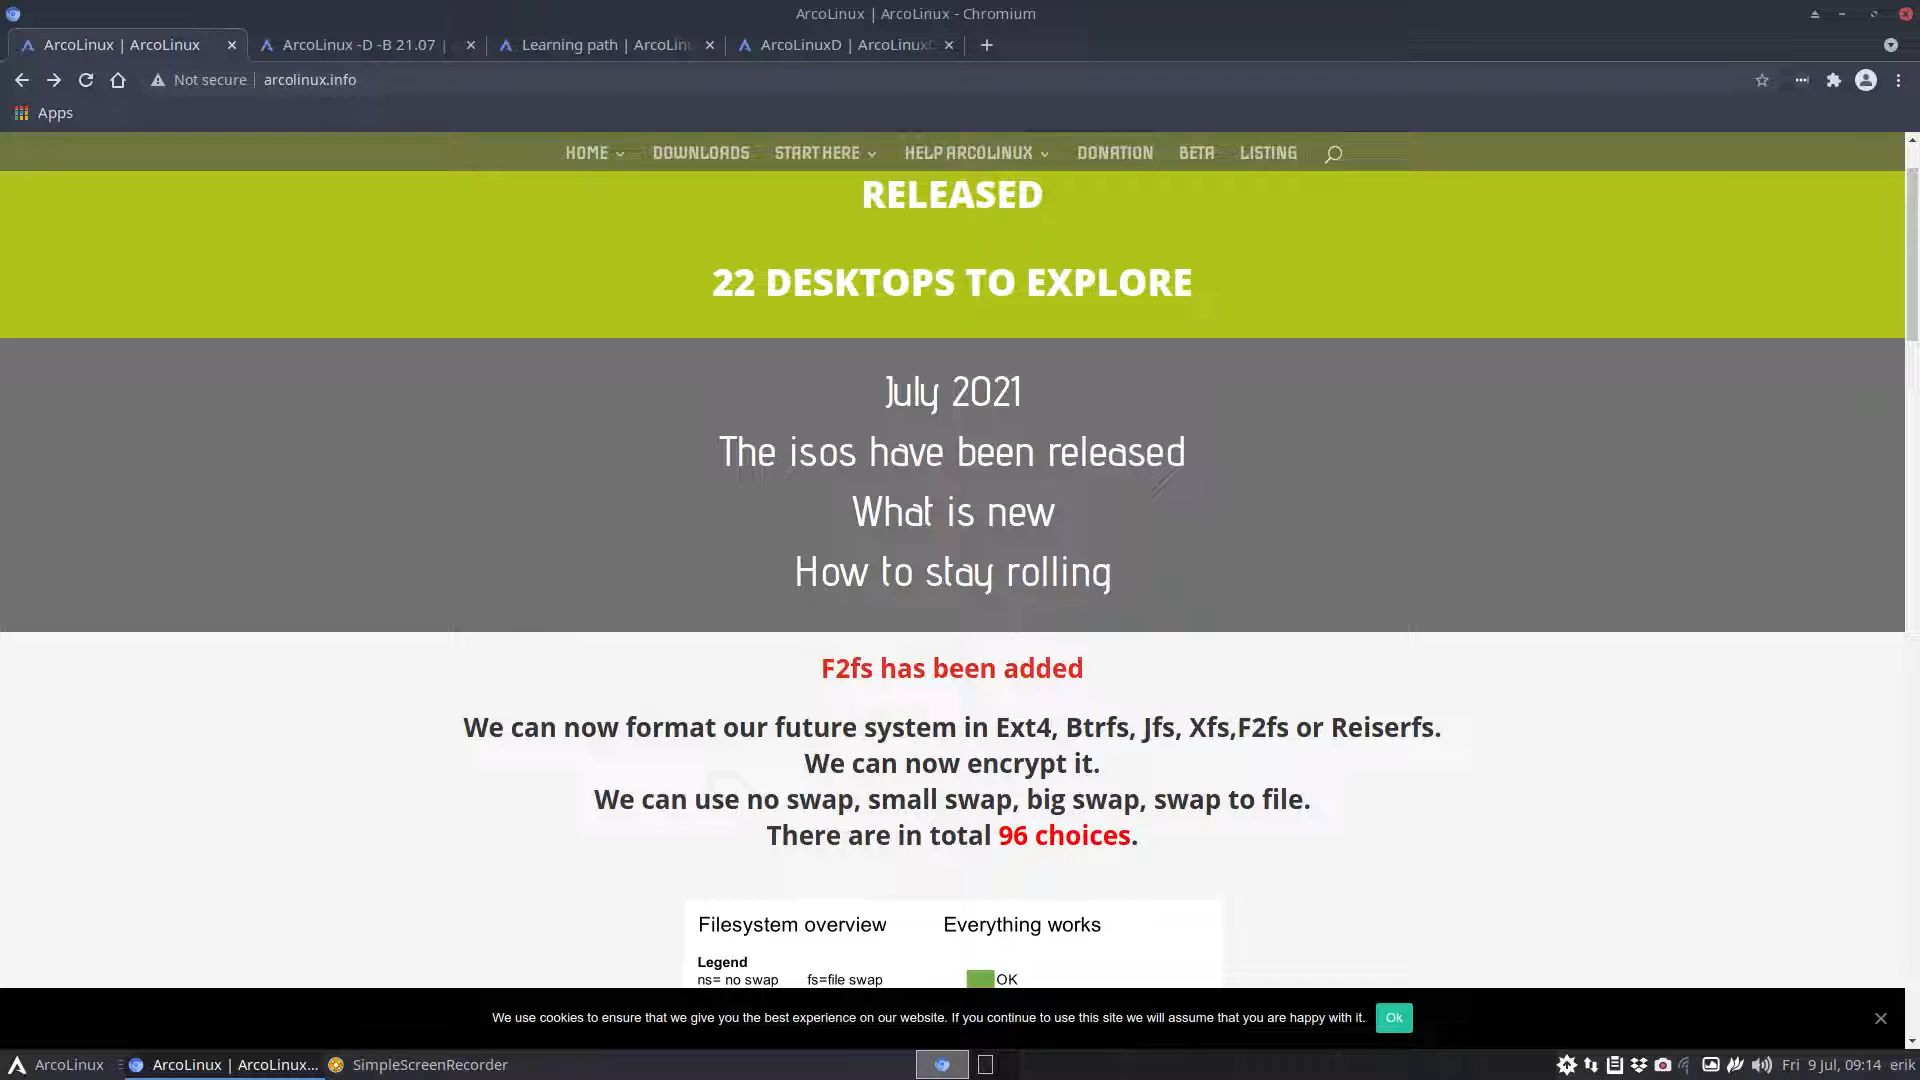 ArcoLinux | ArcoLinux - Chromium
ArcoLinux | ArcoLinux
ArcoLinux -D -B 21.07 |
Learning path | ArcoLin
ArcoLinuxD | ArcoLinux
Not secure
arcolinux.info
Apps
HOME
DOWNLOADS
START HERE
HELP ARCOLINUX
DONATION
BETA
LISTING
RELEASED
22 DESKTOPS TO EXPLORE
July 2021
The isos have been released
What is new
How to stay rolling
F2fs has been added
We can now format our future system in Ext4, Btrfs, Jfs, Xfs,F2fs or Reiserfs.
We can now encrypt it.
We can use no swap, small swap, big swap, swap to file.
There are in total 96 choices.
Filesystem overview
Everything works
Legend
ns= no swap
fs=file swap
OK
We use cookies to ensure that we give you the best experience on our website. If you continue to use this site we will assume that you are happy with it.
Ok
ArcoLinux
ArcoLinux | ArcoLinux...
SimpleScreenRecorder
Fri 9 Jul, 09:14
erik